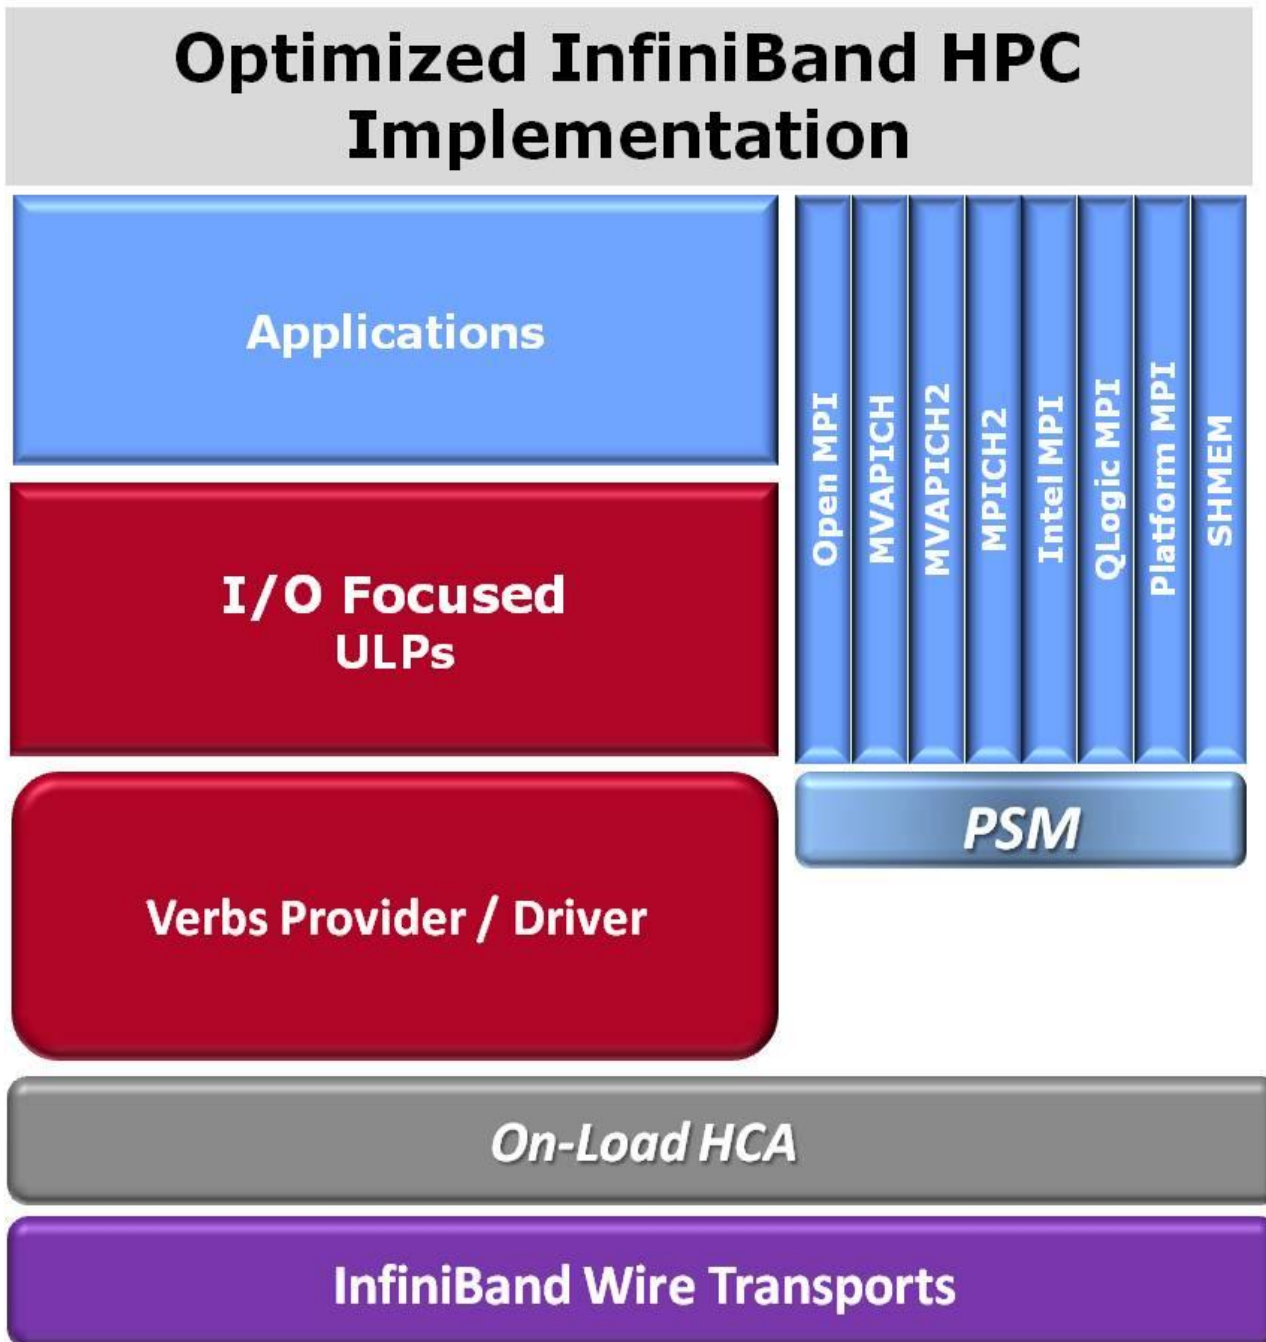 Optimized InfiniBand HPC
Implementation
Applications
I/O Focused
ULPs
Verbs Provider / Driver
Open MPI
MVAPICH
MVAPICH2
MPICH2
Intel MPI
QLogic MPI
Platform MPI
SHMEM
PSM
On-Load HCA
InfiniBand Wire Transports